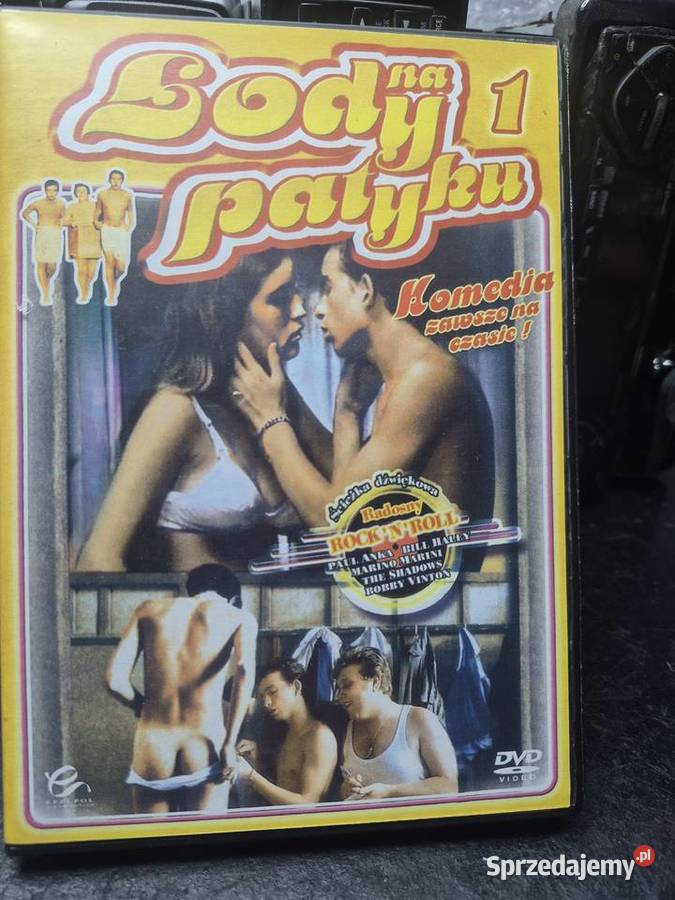 Lody na
patyku 1
Komedia
zawsze na
czasie!
Ścieżka dźwiękowa
Radosny
ROCK'N'ROLL
PAUL ANKA BILL HALEY
MARINO MARINI
THE SHADOWS
BOBBY VINTON
EPELPOL
DVD
VIDEO
Sprzedajemy.pl